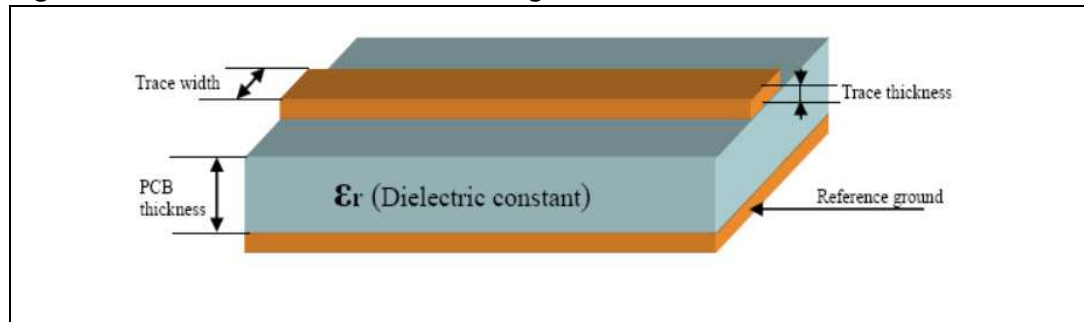 Trace width
Trace thickness
PCB
thickness
εr (Dielectric constant)
Reference ground